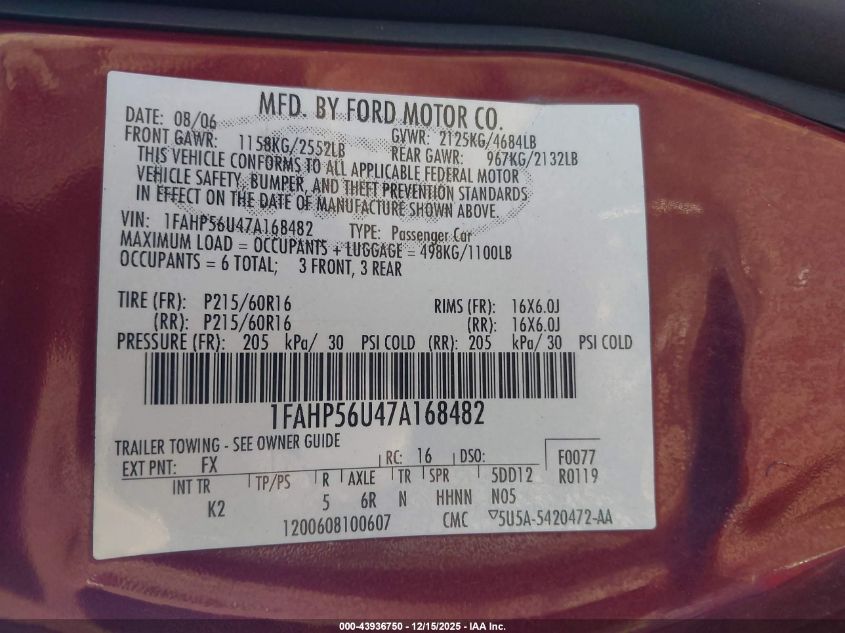 MFD. BY FORD MOTOR CO.
DATE: 08/06 GVWR: 2125KG/4684LB
FRONT GAWR: 1158KG/2552LB REAR GAWR: 967KG/2132LB
THIS VEHICLE CONFORMS TO ALL APPLICABLE FEDERAL MOTOR
VEHICLE SAFETY, BUMPER, AND THEFT PREVENTION STANDARDS
IN EFFECT ON THE DATE OF MANUFACTURE SHOWN ABOVE.
VIN: 1FAHP56U47A168482 TYPE: Passenger Car
MAXIMUM LOAD = OCCUPANTS + LUGGAGE = 498KG/1100LB
OCCUPANTS = 6 TOTAL; 3 FRONT, 3 REAR
TIRE (FR): P215/60R16 RIMS (FR): 16X6.0J
(RR): P215/60R16 (RR): 16X6.0J
PRESSURE (FR): 205 kPa/ 30 PSI COLD (RR): 205 kPa/ 30 PSI COLD
1FAHP56U47A168482
TRAILER TOWING - SEE OWNER GUIDE
EXT PNT: FX RC: 16 DSO: F0077
INT TR TP/PS R AXLE TR SPR 5DD12 R0119
K2 5 6R N HHNN N05
1200608100607 CMC ▽5U5A-5420472-AA
000-43936750 - 12/15/2025 - IAA Inc.